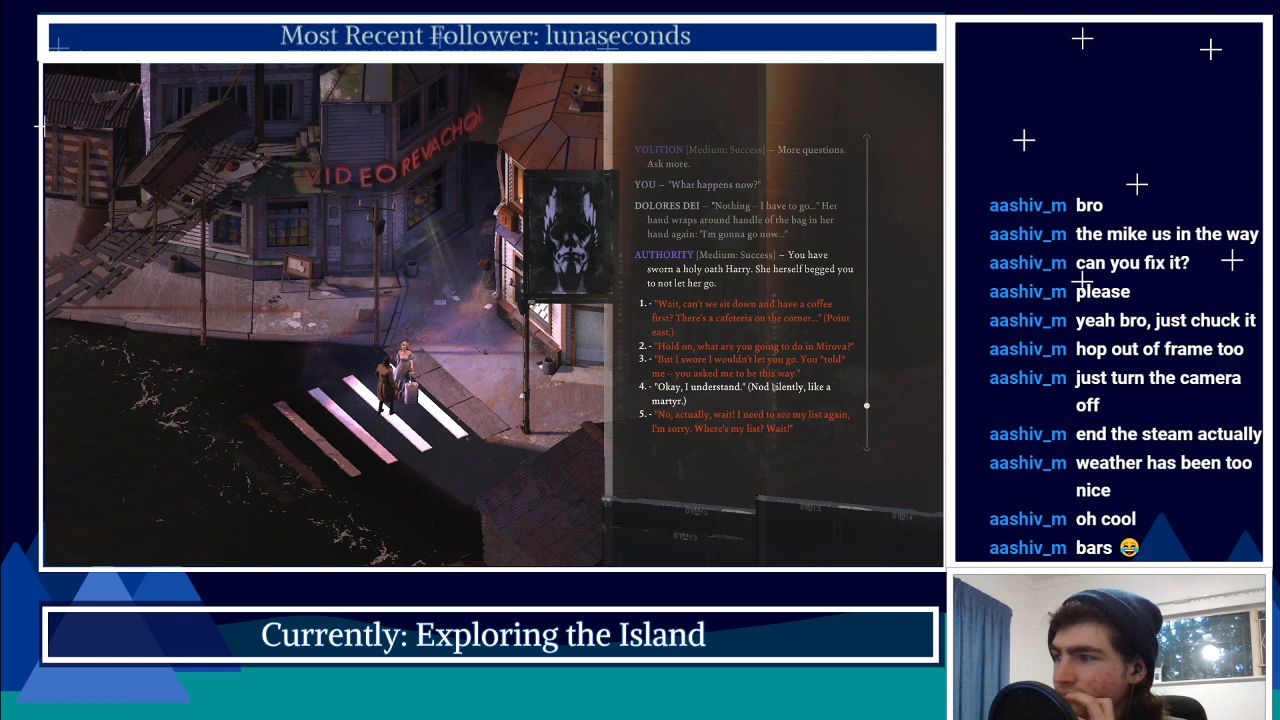 Most Recent Follower: lunaseconds
VIDEO REVACHOL
VOLITION [Medium: Success] – More questions.
Ask more.
YOU – "What happens now?"
DOLORES DEI – "Nothing – I have to go..." Her
hand wraps around handle of the bag in her
hand again: "I'm gonna go now..."
AUTHORITY [Medium: Success] – You have
sworn a holy oath Harry. She herself begged you
to not let her go.
1. - "Wait, can't we sit down and have a coffee
first? There's a cafeteria on the corner..." (Point
east.)
2. - "Hold on, what are you going to do in Mirova?"
3. - "But I swore I wouldn't let you go. You *told*
me – you asked me to be this way."
4. - "Okay, I understand." (Nod silently, like a
martyr.)
5. - "No, actually, wait! I need to see my list again,
I'm sorry. Where's my list? Wait!"
aashiv_m bro
aashiv_m the mike us in the way
aashiv_m can you fix it?
aashiv_m please
aashiv_m yeah bro, just chuck it
aashiv_m hop out of frame too
aashiv_m just turn the camera
off
aashiv_m end the steam actually
aashiv_m weather has been too
nice
aashiv_m oh cool
aashiv_m bars 😂
Currently: Exploring the Island